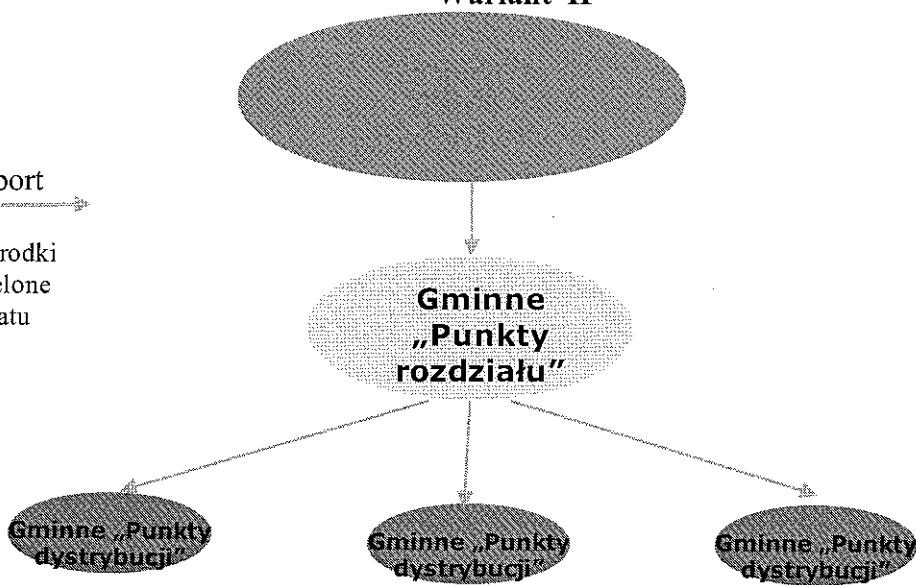 Wariant II
port
rodki
elone
atu
Gminne
„Punkty
rozdziału”
Gminne „Punkty
dystrybucji”
Gminne „Punkty
dystrybucji”
Gminne „Punkty
dystrybucji”